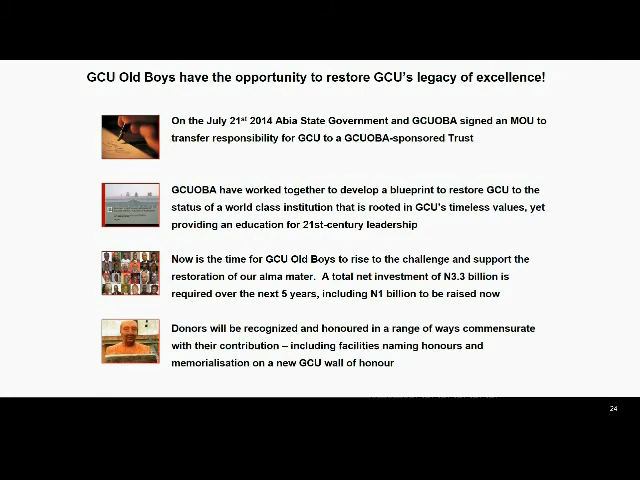 GCU Old Boys have the opportunity to restore GCU's legacy of excellence!
On the July 21st 2014 Abia State Government and GCUOBA signed an MOU to
transfer responsibility for GCU to a GCUOBA-sponsored Trust
GCUOBA have worked together to develop a blueprint to restore GCU to the
status of a world class institution that is rooted in GCU's timeless values, yet
providing an education for 21st-century leadership
Now is the time for GCU Old Boys to rise to the challenge and support the
restoration of our alma mater. A total net investment of N3.3 billion is
required over the next 5 years, including N1 billion to be raised now
Donors will be recognized and honoured in a range of ways commensurate
with their contribution – including facilities naming honours and
memorialisation on a new GCU wall of honour
24